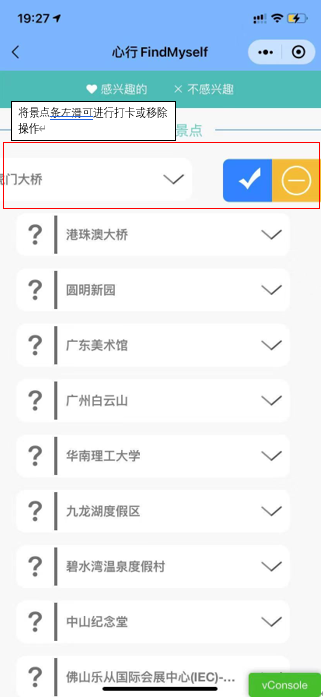 19:27
心行 FindMyself
感兴趣的 不感兴趣
将景点条左滑可进行打卡或移除
操作
景点
虎门大桥
? 港珠澳大桥
? 圆明新园
? 广东美术馆
? 广州白云山
? 华南理工大学
? 九龙湖度假区
? 碧水湾温泉度假村
? 中山纪念堂
? 佛山乐从国际会展中心(IEC)-...
vConsole